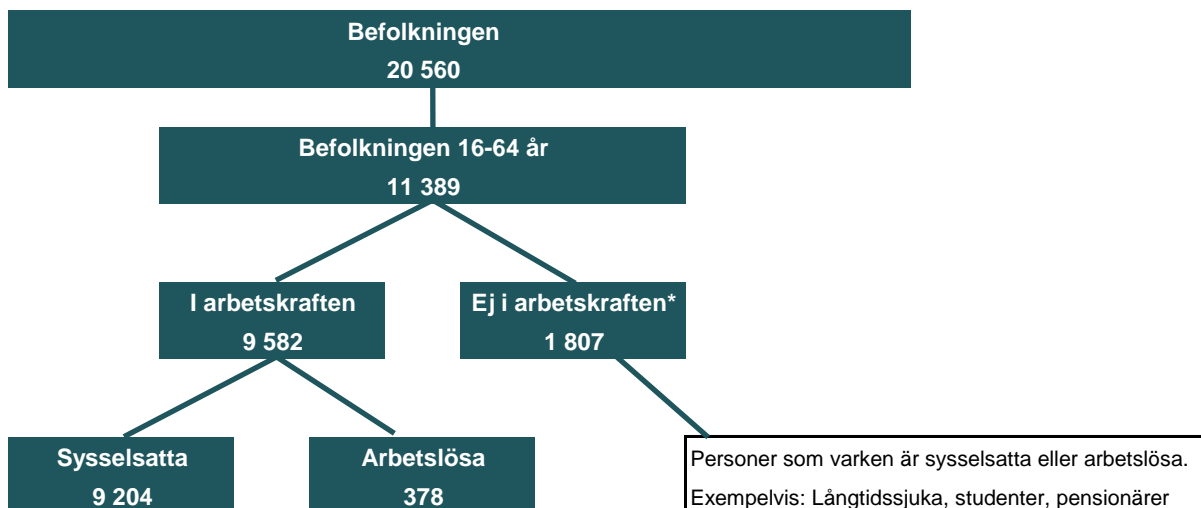 Befolkningen
20 560
Befolkningen 16-64 år
11 389
I arbetskraften
9 582
Ej i arbetskraften*
1 807
Sysselsatta
9 204
Arbetslösa
378
Personer som varken är sysselsatta eller arbetslösa.
Exempelvis: Långtidssjuka, studenter, pensionärer